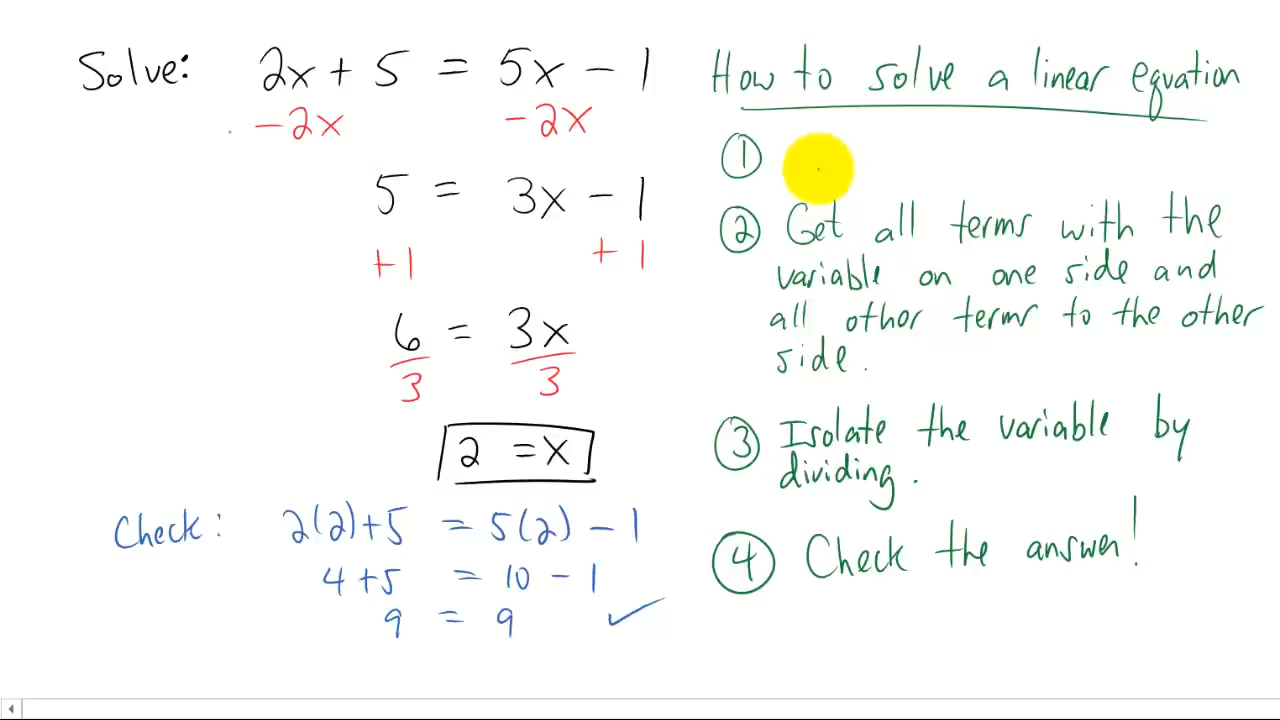 Solve: 2x + 5 = 5x - 1
-2x -2x
5 = 3x - 1
+1 +1
6 = 3x
3 3
2 = x
Check: 2(2)+5 = 5(2) - 1
4 +5 = 10 - 1
9 = 9 ✓
How to solve a linear equation
①
② Get all terms with the
variable on one side and
all other terms to the other
side.
③ Isolate the variable by
dividing.
④ Check the answer!